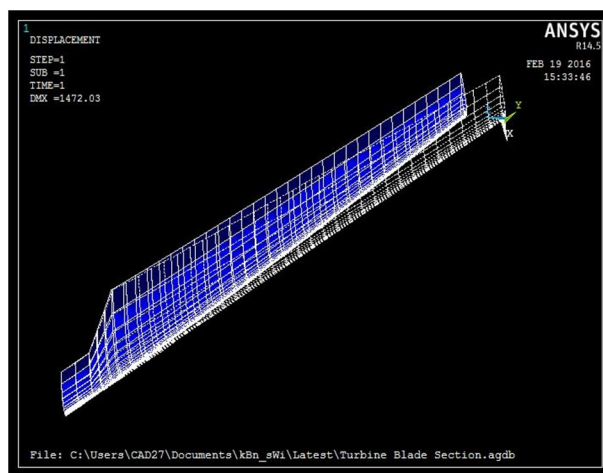 1
DISPLACEMENT
STEP=1
SUB =1
TIME=1
DMX =1472.03
ANSYS
R14.5
FEB 19 2016
15:33:46
Y
X
File: C:\Users\CAD27\Documents\kBn_sWi\Latest\Turbine Blade Section.agdb